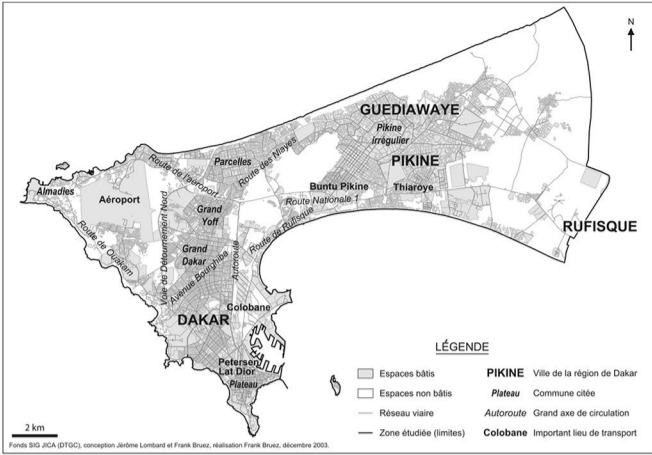 N
GUEDIAWAYE
Pikine
irrégulier
PIKINE
Parcelles
Route des Niayes
Route de l'aéroport
Almadies
Aéroport
Buntu Pikine
Thiaroye
Route Nationale 1
Grand
Yoff
RUFISQUE
Route de Rufisque
Route de Ouakam
Voie de Détournement Nord
Grand
Dakar
Autoroute
Avenue Bourghiba
Colobane
DAKAR
Petersen
Lat Dior
Plateau
LÉGENDE
Espaces bâtis
PIKINE Ville de la région de Dakar
Espaces non bâtis
Plateau Commune citée
Réseau viaire
Autoroute Grand axe de circulation
Zone étudiée (limites)
Colobane Important lieu de transport
2 km
Fonds SIG JICA (DTGC), conception Jérôme Lombard et Frank Bruez, réalisation Frank Bruez, décembre 2003.